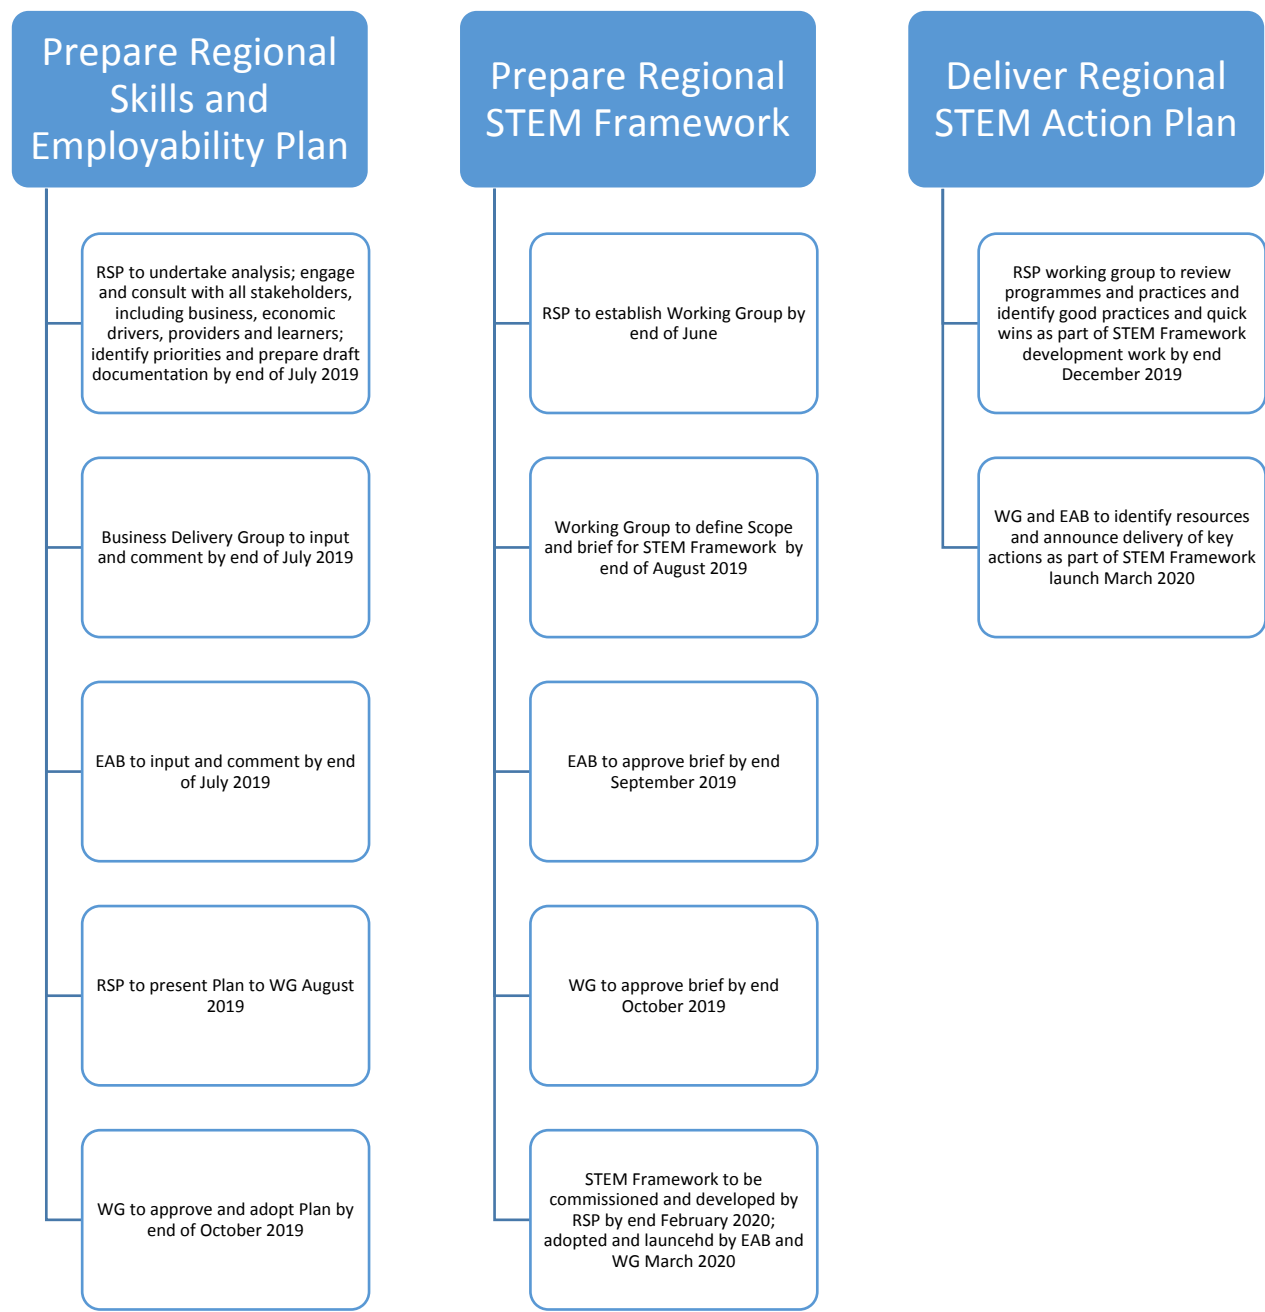 Prepare Regional
Skills and
Employability Plan
RSP to undertake analysis; engage
and consult with all stakeholders,
including business, economic
drivers, providers and learners;
identify priorities and prepare draft
documentation by end of July 2019
Business Delivery Group to input
and comment by end of July 2019
EAB to input and comment by end
of July 2019
RSP to present Plan to WG August
2019
WG to approve and adopt Plan by
end of October 2019
Prepare Regional
STEM Framework
RSP to establish Working Group by
end of June
Working Group to define Scope
and brief for STEM Framework by
end of August 2019
EAB to approve brief by end
September 2019
WG to approve brief by end
October 2019
STEM Framework to be
commissioned and developed by
RSP by end February 2020;
adopted and launcehd by EAB and
WG March 2020
Deliver Regional
STEM Action Plan
RSP working group to review
programmes and practices and
identify good practices and quick
wins as part of STEM Framework
development work by end
December 2019
WG and EAB to identify resources
and announce delivery of key
actions as part of STEM Framework
launch March 2020